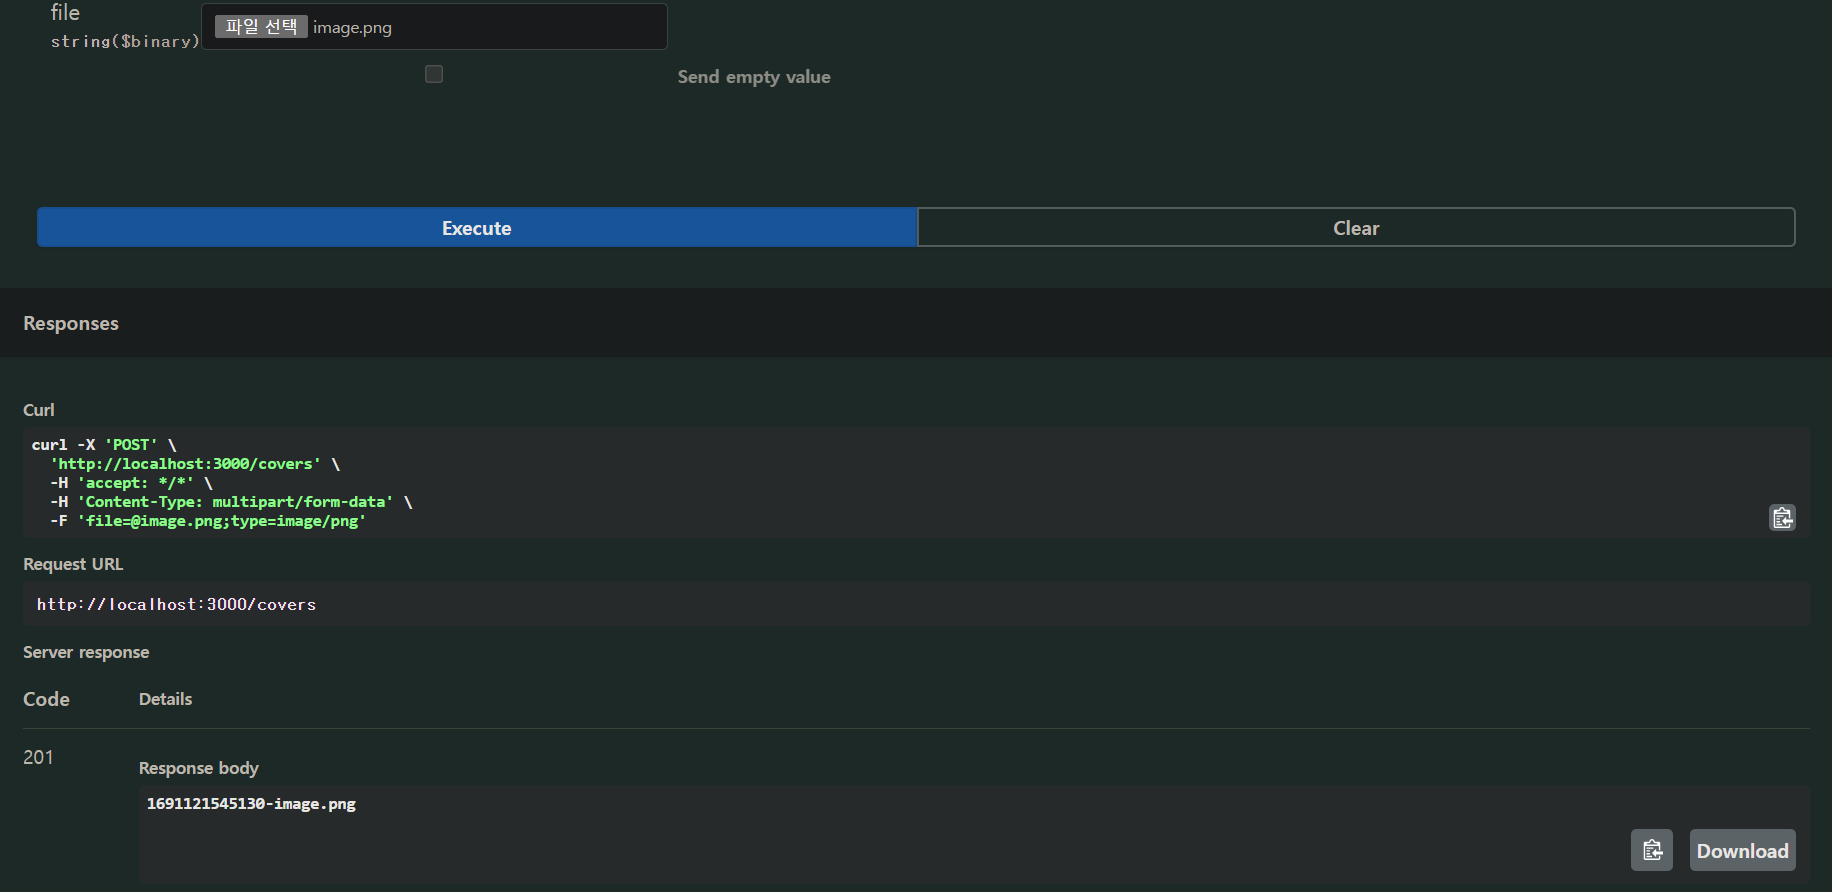 file
string($binary)
파일 선택 image.png
Send empty value
Execute
Clear
Responses
Curl
curl -X 'POST' \
  'http://localhost:3000/covers' \
  -H 'accept: */*' \
  -H 'Content-Type: multipart/form-data' \
  -F 'file=@image.png;type=image/png'
Request URL
http://localhost:3000/covers
Server response
Code Details
201
Response body
1691121545130-image.png
Download